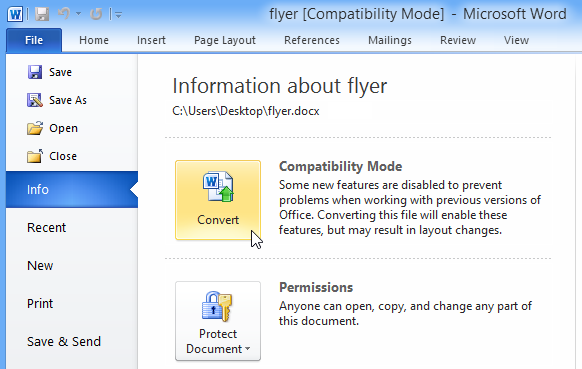 flyer [Compatibility Mode] - Microsoft Word
File Home Insert Page Layout References Mailings Review View
Save
Save As
Open
Close
Info
Recent
New
Print
Save & Send
Information about flyer
C:\Users\Desktop\flyer.docx
Convert
Compatibility Mode
Some new features are disabled to prevent
problems when working with previous versions of
Office. Converting this file will enable these
features, but may result in layout changes.
Protect
Document
Permissions
Anyone can open, copy, and change any part of
this document.